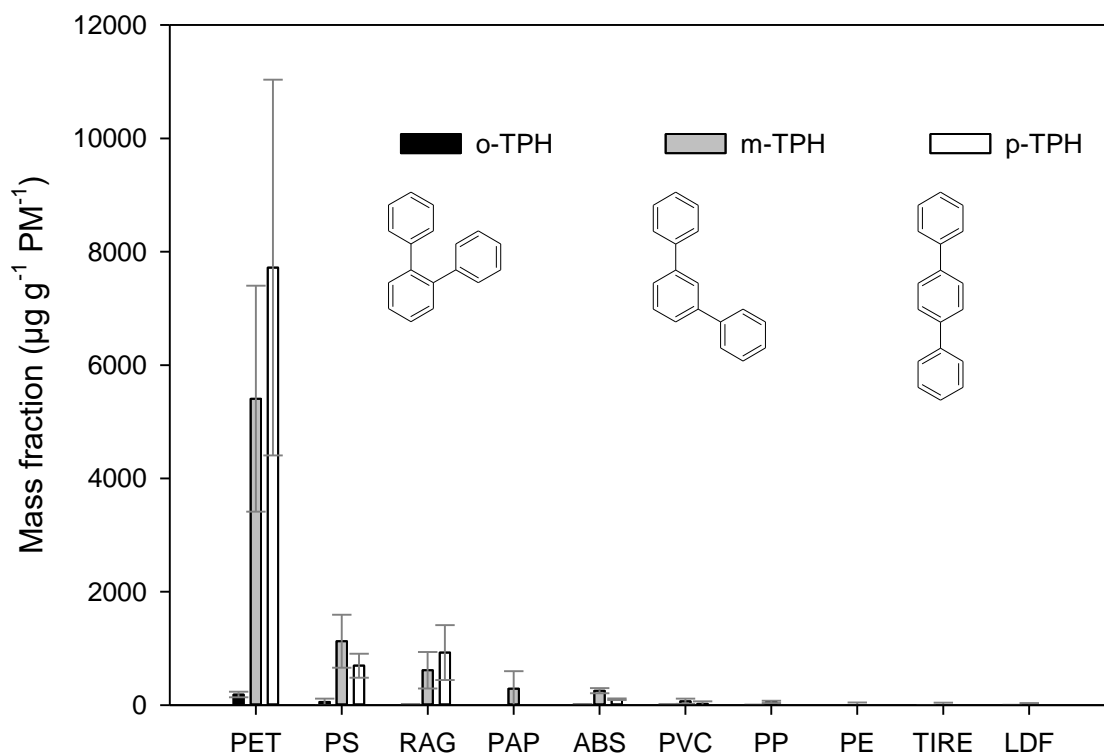 12000
10000
8000
6000
4000
2000
0
Mass fraction (µg g⁻¹ PM⁻¹)
o-TPH m-TPH p-TPH
PET PS RAG PAP ABS PVC PP PE TIRE LDF